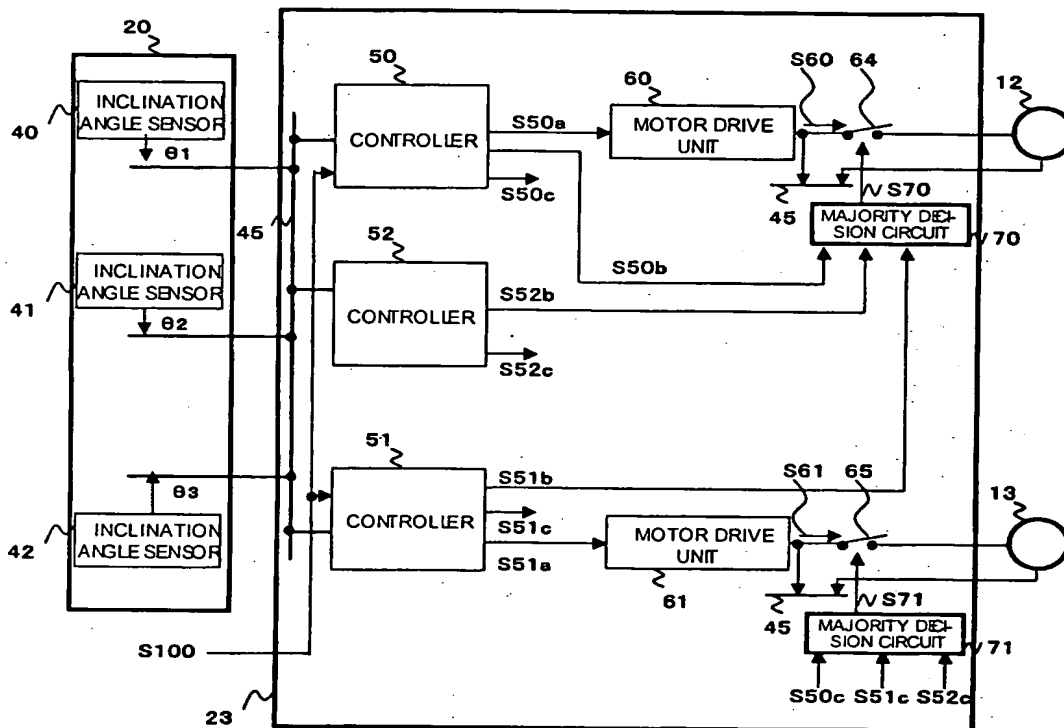 20
INCLINATION
ANGLE SENSOR
40
θ1
45
INCLINATION
ANGLE SENSOR
41
θ2
θ3
INCLINATION
ANGLE SENSOR
42
S100
23
50
CONTROLLER
S50a
S50c
S50b
52
CONTROLLER
S52b
S52c
51
CONTROLLER
S51b
S51c
S51a
60
MOTOR DRIVE
UNIT
S60
64
12
45
S70
MAJORITY DECI-
SION CIRCUIT
70
MOTOR DRIVE
UNIT
61
S61
65
13
45
S71
MAJORITY DECI-
SION CIRCUIT
71
S50c
S51c
S52c